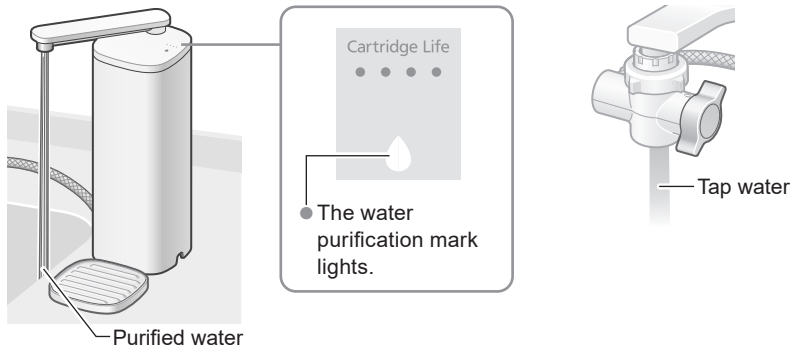 Cartridge Life
● The water
purification mark
lights.
Tap water
Purified water